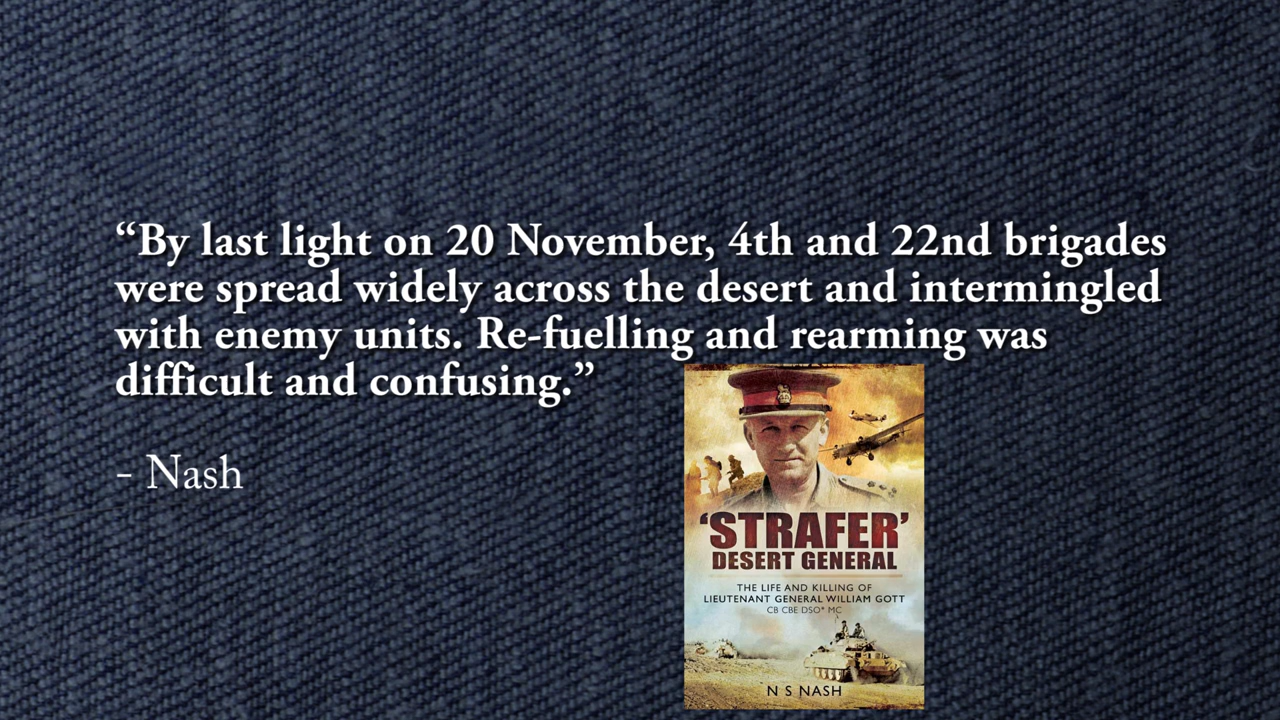 “By last light on 20 November, 4th and 22nd brigades
were spread widely across the desert and intermingled
with enemy units. Re-fuelling and rearming was
difficult and confusing.”
- Nash
‘STRAFER’
DESERT GENERAL
THE LIFE AND KILLING OF
LIEUTENANT GENERAL WILLIAM GOTT
CB CBE DSO* MC
N S NASH